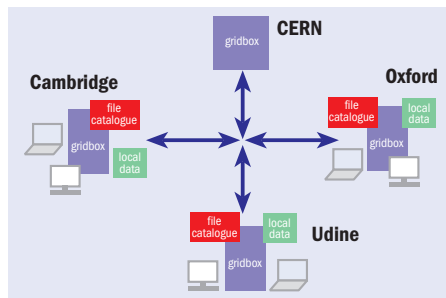 CERN
gridbox
Cambridge
file
catalogue
gridbox
local
data
Oxford
file
catalogue
local
data
gridbox
file
catalogue
local
data
gridbox
Udine